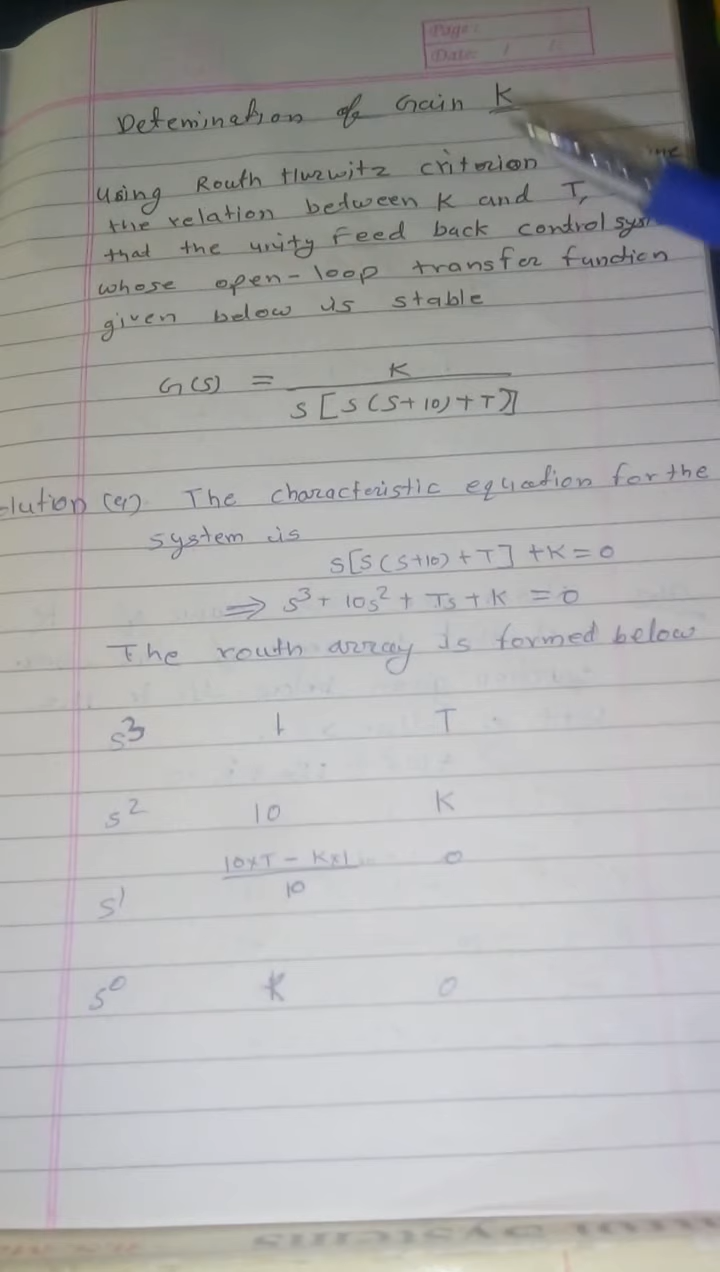 Page:
Date: / /
Detemination of Gain K
Using Routh Hurwitz criterion
the relation between K and T,
that the unity feed back control
whose open-loop transfer function
given below is stable
G(S) = K / S[S(S+10)+T]
(a) The characteristic equation for the
system is
S[S(S+10)+T]+K=0
⇒ S³+10S²+TS+K=0
The routh array is formed below
S³ 1 T
S² 10 K
S¹ 10×T-K×1 / 10 0
S⁰ K 0